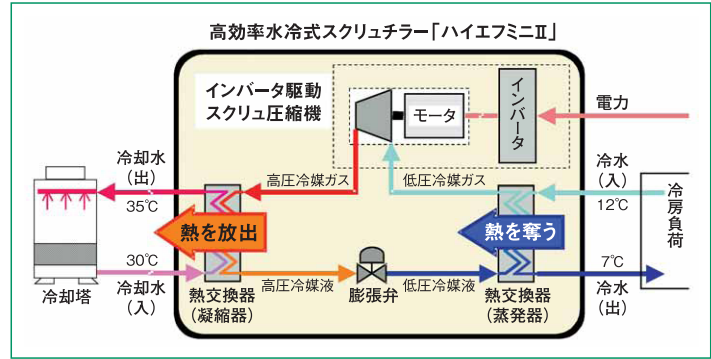 高効率水冷式スクリュチラー「ハイエフミニⅡ」
インバータ駆動
スクリュ圧縮機
モータ
インバータ
電力
冷却水
(出)
35℃
高圧冷媒ガス
低圧冷媒ガス
冷水
(入)
12℃
冷房負荷
熱を放出
熱を奪う
30℃
冷却水
(入)
冷却塔
高圧冷媒液
膨張弁
低圧冷媒液
7℃
冷水
(出)
熱交換器
(凝縮器)
熱交換器
(蒸発器)